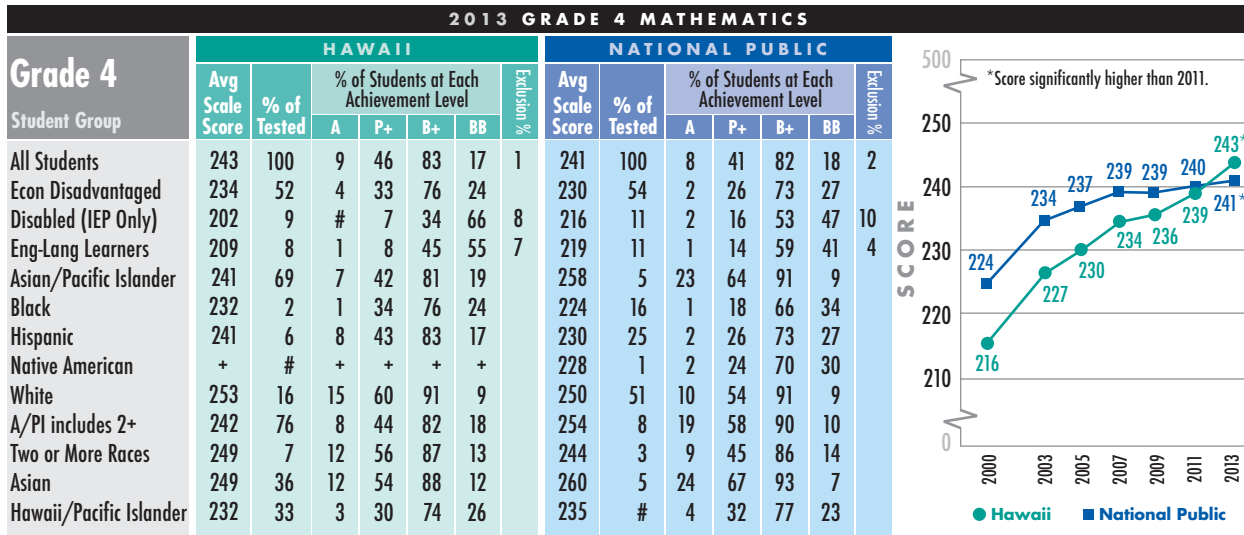 2013 GRADE 4 MATHEMATICS
Grade 4
Student Group
HAWAII
Avg Scale Score
% of Tested
% of Students at Each Achievement Level
A P+ B+ BB
Exclusion %
NATIONAL PUBLIC
Avg Scale Score
% of Tested
% of Students at Each Achievement Level
A P+ B+ BB
Exclusion %
All Students 243 100 9 46 83 17 1 241 100 8 41 82 18 2
Econ Disadvantaged 234 52 4 33 76 24 230 54 2 26 73 27
Disabled (IEP Only) 202 9 # 7 34 66 8 216 11 2 16 53 47 10
Eng-Lang Learners 209 8 1 8 45 55 7 219 11 1 14 59 41 4
Asian/Pacific Islander 241 69 7 42 81 19 258 5 23 64 91 9
Black 232 2 1 34 76 24 224 16 1 18 66 34
Hispanic 241 6 8 43 83 17 230 25 2 26 73 27
Native American + # + + + + 228 1 2 24 70 30
White 253 16 15 60 91 9 250 51 10 54 91 9
A/PI includes 2+ 242 76 8 44 82 18 254 8 19 58 90 10
Two or More Races 249 7 12 56 87 13 244 3 9 45 86 14
Asian 249 36 12 54 88 12 260 5 24 67 93 7
Hawaii/Pacific Islander 232 33 3 30 74 26 235 # 4 32 77 23
SCORE
500
250
240
230
220
210
0
*Score significantly higher than 2011.
224 234 237 239 239 240 241*
216 227 230 234 236 239 243*
2000 2003 2005 2007 2009 2011 2013
Hawaii National Public